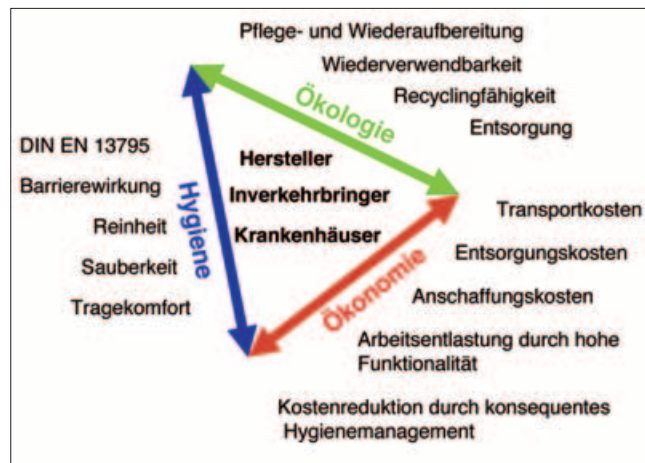 Pflege- und Wiederaufbereitung
Wiederverwendbarkeit
Recyclingfähigkeit
Entsorgung
Ökologie
DIN EN 13795
Barrierewirkung
Reinheit
Sauberkeit
Tragekomfort
Hygiene
Hersteller
Inverkehrbringer
Krankenhäuser
Ökonomie
Transportkosten
Entsorgungskosten
Anschaffungskosten
Arbeitsentlastung durch hohe
Funktionalität
Kostenreduktion durch konsequentes
Hygienemanagement